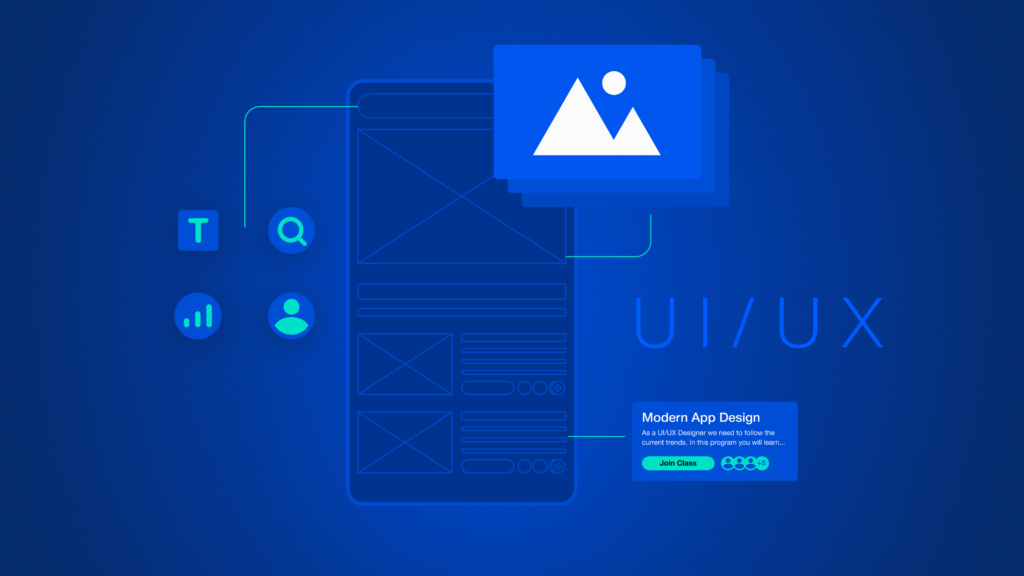 T
UI/UX
Modern App Design
As a UI/UX Designer we need to follow the
current trends. In this program you will learn...
Join Class
+5